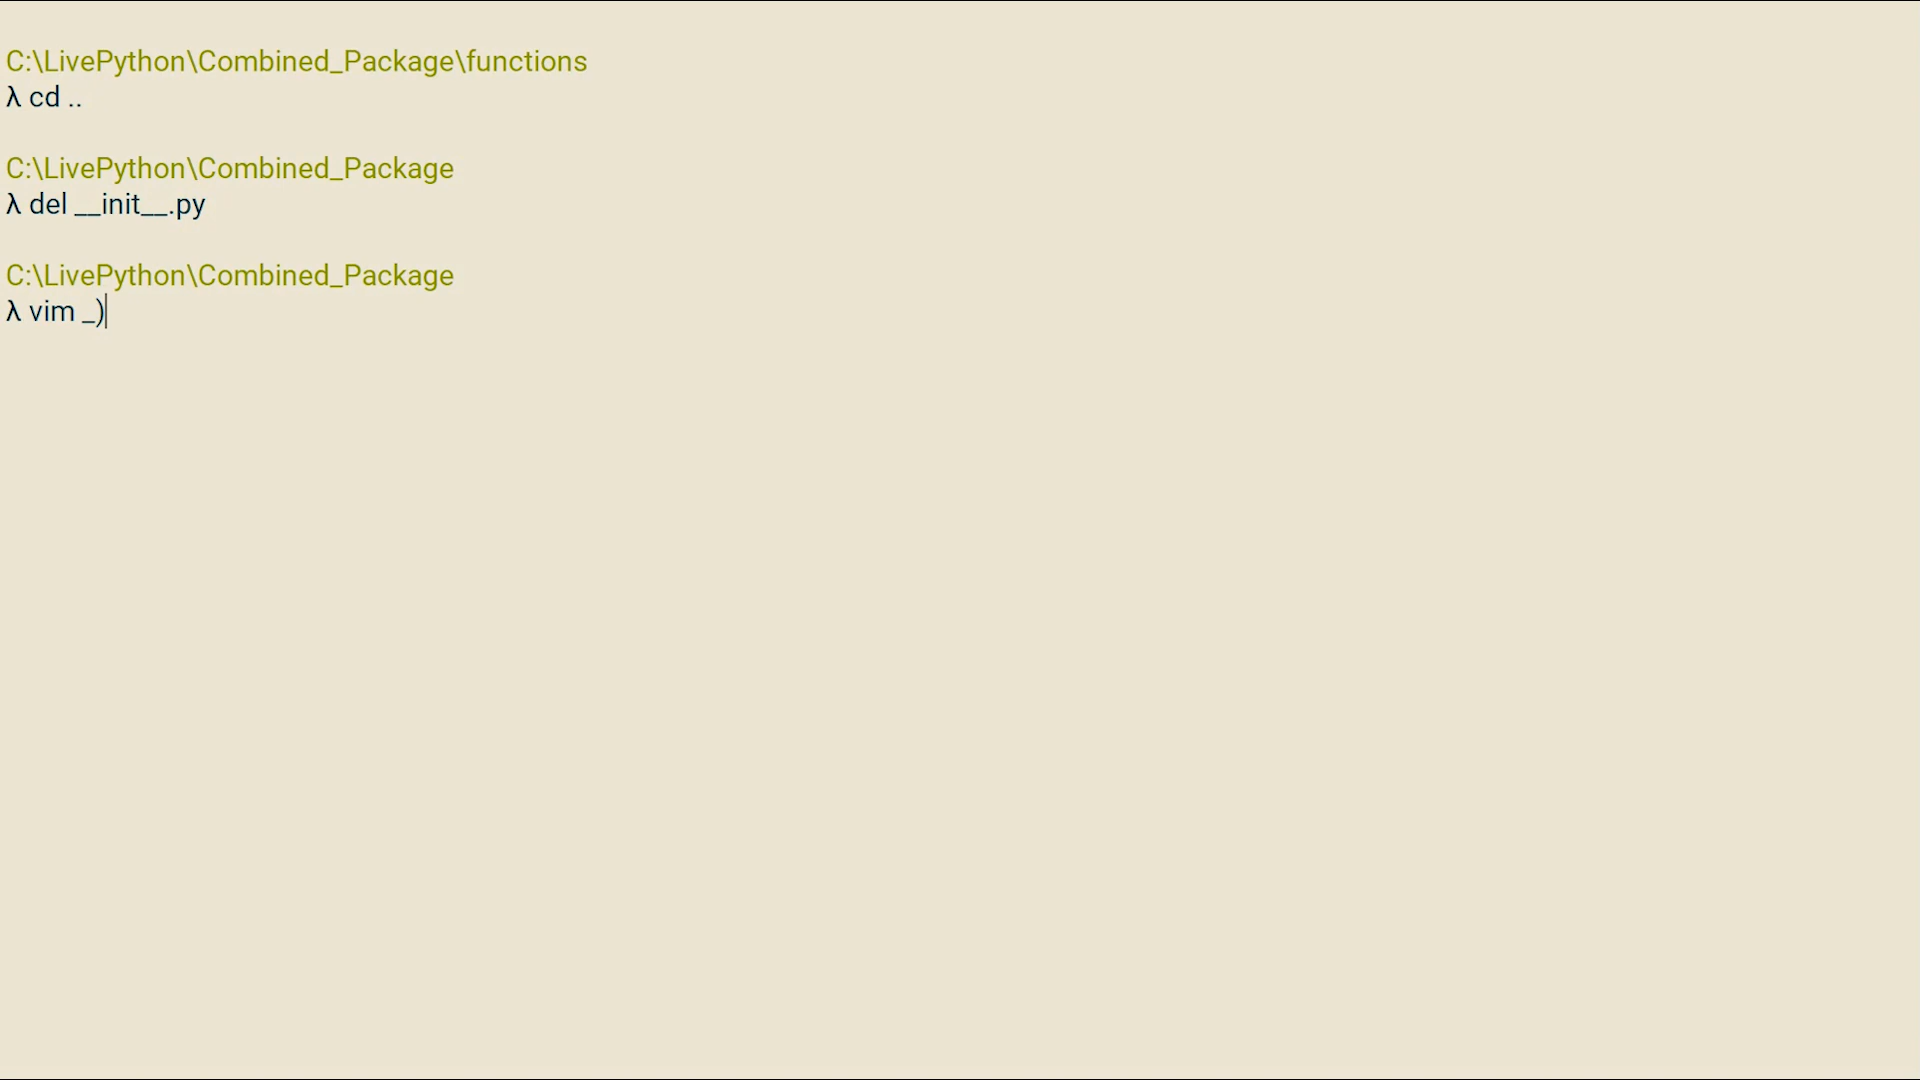 C:\LivePython\Combined_Package\functions
λ cd ..
C:\LivePython\Combined_Package
λ del __init__.py
C:\LivePython\Combined_Package
λ vim _)